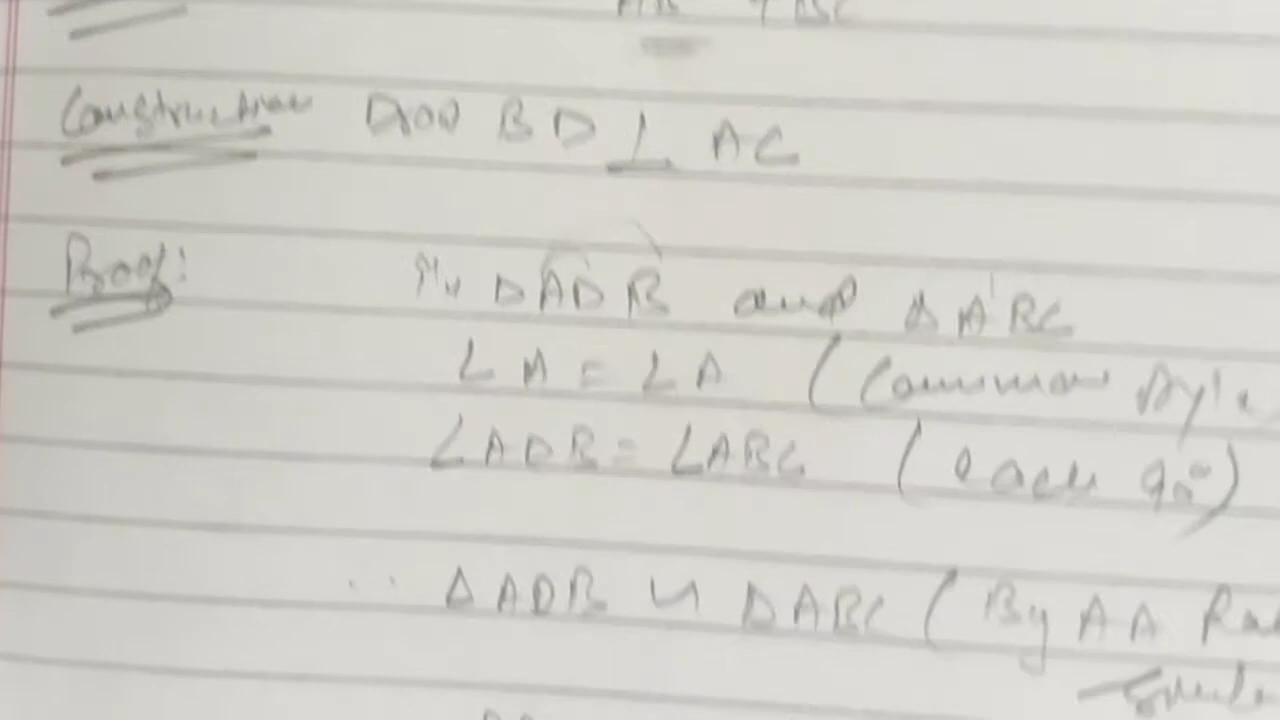 Construction Draw BD ⊥ AC
Proof: In ΔADB and ΔABC
∠A = ∠A (Common Angle
∠ADB = ∠ABC (each 90°)
∴ ΔADB ~ ΔABC (By AA